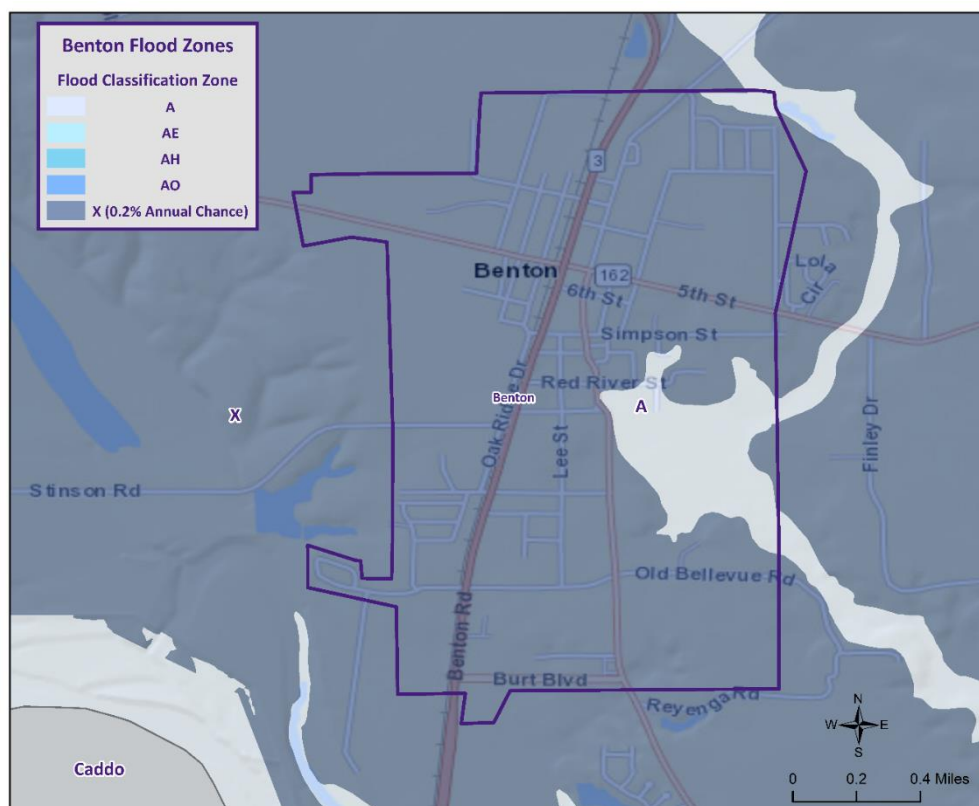 Benton Flood Zones
Flood Classification Zone
A
AE
AH
AO
X (0.2% Annual Chance)
3
Benton
162
6th St
5th St
Lola
Cir
Simpson St
Red River St
Benton
A
X
Oak Ridge Dr
Lee St
Finley Dr
Stinson Rd
Old Bellevue Rd
Benton Rd
Burt Blvd
Reyenga Rd
Caddo
N
W
E
S
0 0.2 0.4 Miles